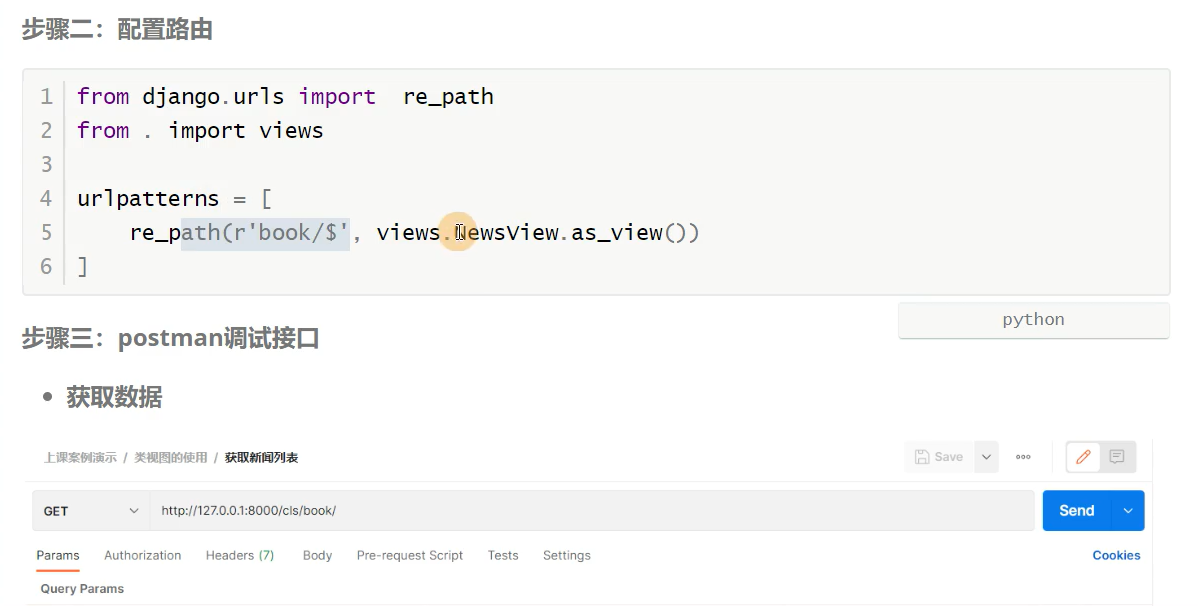 步骤二：配置路由
1 from django.urls import  re_path
2 from . import views
3
4 urlpatterns = [
5     re_path(r'book/$', views.NewsView.as_view())
6 ]
python
步骤三：postman调试接口
• 获取数据
上课案例演示 / 类视图的使用 / 获取新闻列表 Save ooo
GET http://127.0.0.1:8000/cls/book/ Send
Params Authorization Headers (7) Body Pre-request Script Tests Settings Cookies
Query Params